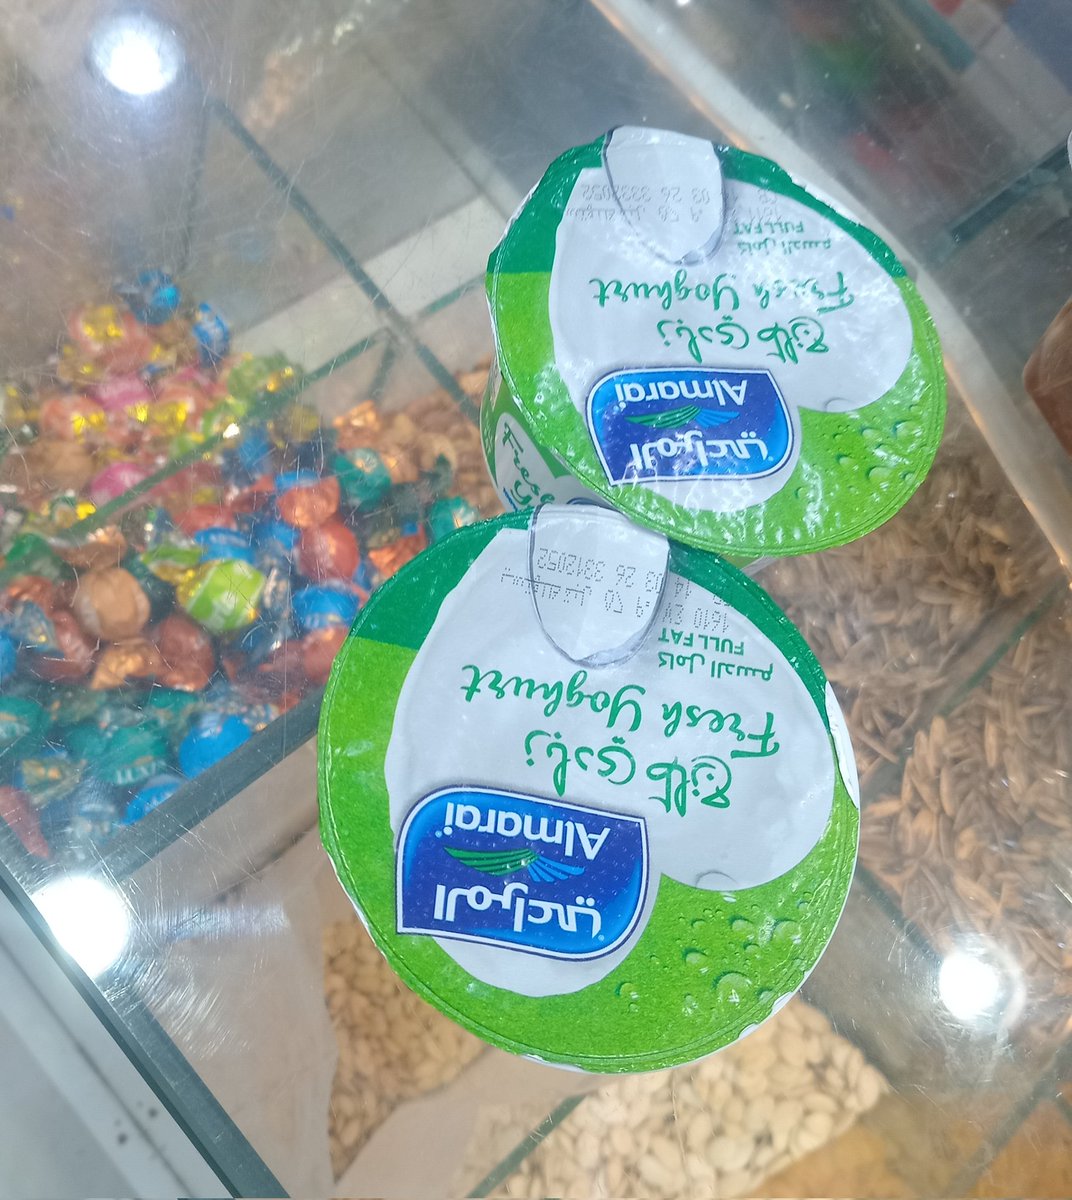 المراعي
Almarai
زبادي طازج
Fresh Yoghurt
كامل الدسم
FULL FAT
المراعي
Almarai
زبادي طازج
Fresh Yoghurt
كامل الدسم
FULL FAT
Fresh